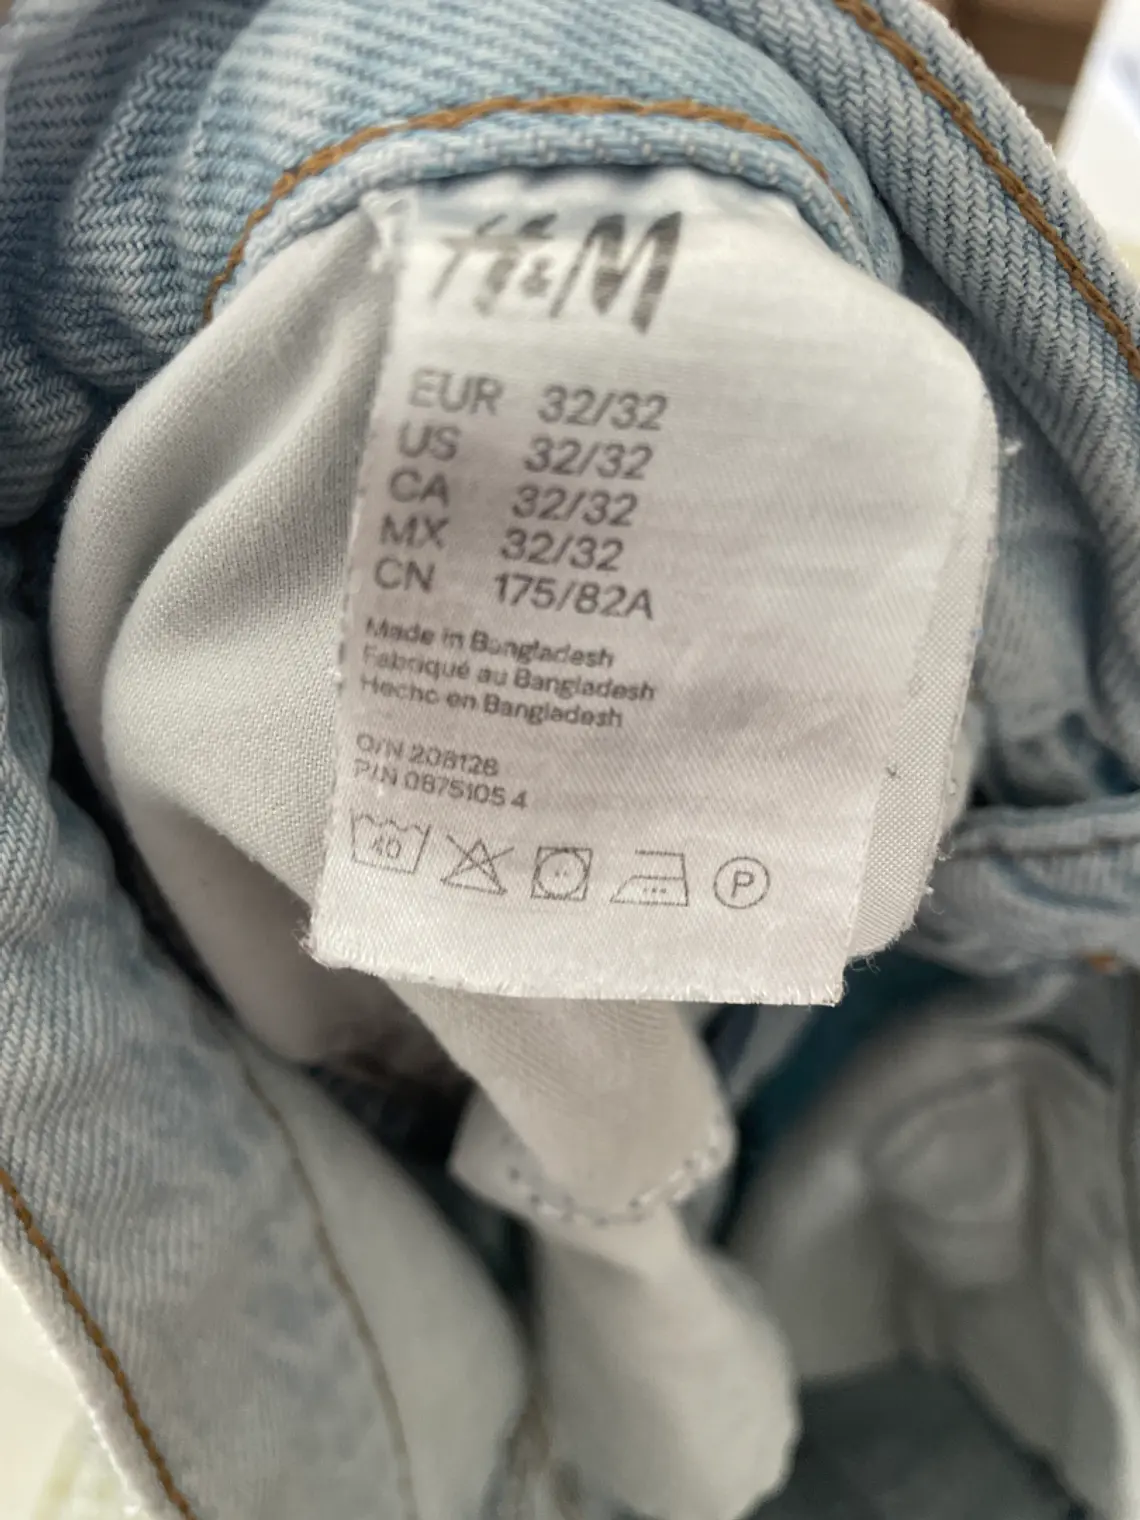 H&M
EUR 32/32
US 32/32
CA 32/32
MX 32/32
CN 175/82A
Made in Bangladesh
Fabriqué au Bangladesh
Hecho en Bangladesh
O/N 208128
P/N 0875105 4
40
P